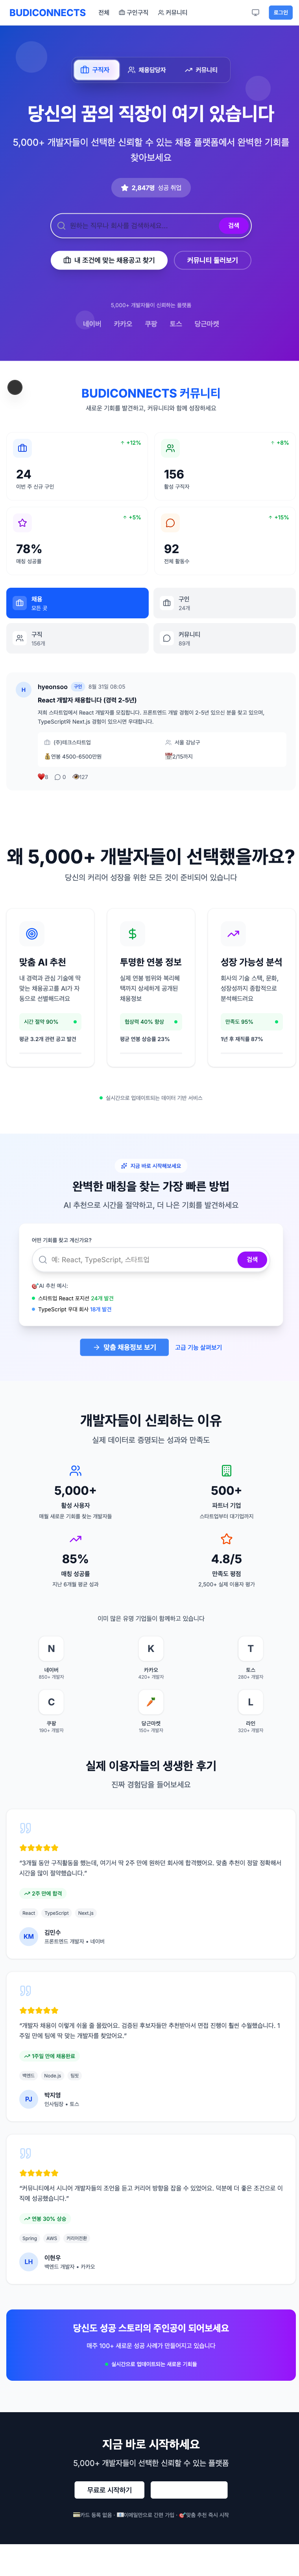 BUDICONNECTS 전체 구인구직 커뮤니티 로그인
구직자 채용담당자 커뮤니티
당신의 꿈의 직장이 여기 있습니다
5,000+ 개발자들이 선택한 신뢰할 수 있는 채용 플랫폼에서 완벽한 기회를
찾아보세요
2,847명 성공 취업
원하는 직무나 회사를 검색하세요... 검색
내 조건에 맞는 채용공고 찾기 커뮤니티 둘러보기
5,000+ 개발자들이 신뢰하는 플랫폼
네이버 카카오 쿠팡 토스 당근마켓
BUDICONNECTS 커뮤니티
새로운 기회를 발견하고, 커뮤니티와 함께 성장하세요
+12%
24
이번 주 신규 구인
+8%
156
활성 구직자
+5%
78%
매칭 성공률
+15%
92
전체 활동수
채용
모든 곳
구인
24개
구직
156개
커뮤니티
89개
H hyeonsoo 구인 8월 31일 08:05
React 개발자 채용합니다 (경력 2-5년)
저희 스타트업에서 React 개발자를 모집합니다. 프론트엔드 개발 경험이 2-5년 있으신 분을 찾고 있으며,
TypeScript와 Next.js 경험이 있으시면 우대합니다.
(주)테크스타트업 서울 강남구
💰연봉 4500-6500만원 📅2/15까지
❤️8 0 👁127
왜 5,000+ 개발자들이 선택했을까요?
당신의 커리어 성장을 위한 모든 것이 준비되어 있습니다
맞춤 AI 추천
내 경력과 관심 기술에 딱
맞는 채용공고를 AI가 자
동으로 선별해드려요
시간 절약 90%
평균 3.2개 관련 공고 발견
투명한 연봉 정보
실제 연봉 범위와 복리혜
택까지 상세하게 공개된
채용정보
협상력 40% 향상
평균 연봉 상승률 23%
성장 가능성 분석
회사의 기술 스택, 문화,
성장성까지 종합적으로
분석해드려요
만족도 95%
1년 후 재직률 87%
실시간으로 업데이트되는 데이터 기반 서비스
지금 바로 시작해보세요
완벽한 매칭을 찾는 가장 빠른 방법
AI 추천으로 시간을 절약하고, 더 나은 기회를 발견하세요
어떤 기회를 찾고 계신가요?
예: React, TypeScript, 스타트업 검색
🎯AI 추천 예시:
스타트업 React 포지션 24개 발견
TypeScript 우대 회사 18개 발견
맞춤 채용정보 보기 고급 기능 살펴보기
개발자들이 신뢰하는 이유
실제 데이터로 증명되는 성과와 만족도
5,000+
활성 사용자
매월 새로운 기회를 찾는 개발자들
500+
파트너 기업
스타트업부터 대기업까지
85%
매칭 성공률
지난 6개월 평균 성과
4.8/5
만족도 평점
2,500+ 실제 이용자 평가
이미 많은 유명 기업들이 함께하고 있습니다
N
네이버
850+ 개발자
K
카카오
420+ 개발자
T
토스
280+ 개발자
C
쿠팡
190+ 개발자
🥕
당근마켓
150+ 개발자
L
라인
320+ 개발자
실제 이용자들의 생생한 후기
진짜 경험담을 들어보세요
"3개월 동안 구직활동을 했는데, 여기서 딱 2주 만에 원하던 회사에 합격했어요. 맞춤 추천이 정말 정확해서
시간을 많이 절약했습니다."
2주 만에 합격
React TypeScript Next.js
KM 김민수
프론트엔드 개발자 • 네이버
"개발자 채용이 이렇게 쉬울 줄 몰랐어요. 검증된 후보자들만 추천받아서 면접 진행이 훨씬 수월했습니다. 1
주일 만에 팀에 딱 맞는 개발자를 찾았어요."
1주일 만에 채용완료
백엔드 Node.js 팀핏
PJ 박지영
인사팀장 • 토스
"커뮤니티에서 시니어 개발자들의 조언을 듣고 커리어 방향을 잡을 수 있었어요. 덕분에 더 좋은 조건으로 이
직에 성공했습니다."
연봉 30% 상승
Spring AWS 커리어전환
LH 이현우
백엔드 개발자 • 카카오
당신도 성공 스토리의 주인공이 되어보세요
매주 100+ 새로운 성공 사례가 만들어지고 있습니다
실시간으로 업데이트되는 새로운 기회들
지금 바로 시작하세요
5,000+ 개발자들이 선택한 신뢰할 수 있는 플랫폼
무료로 시작하기
💳카드 등록 없음 · 📧이메일만으로 간편 가입 · 🎯맞춤 추천 즉시 시작